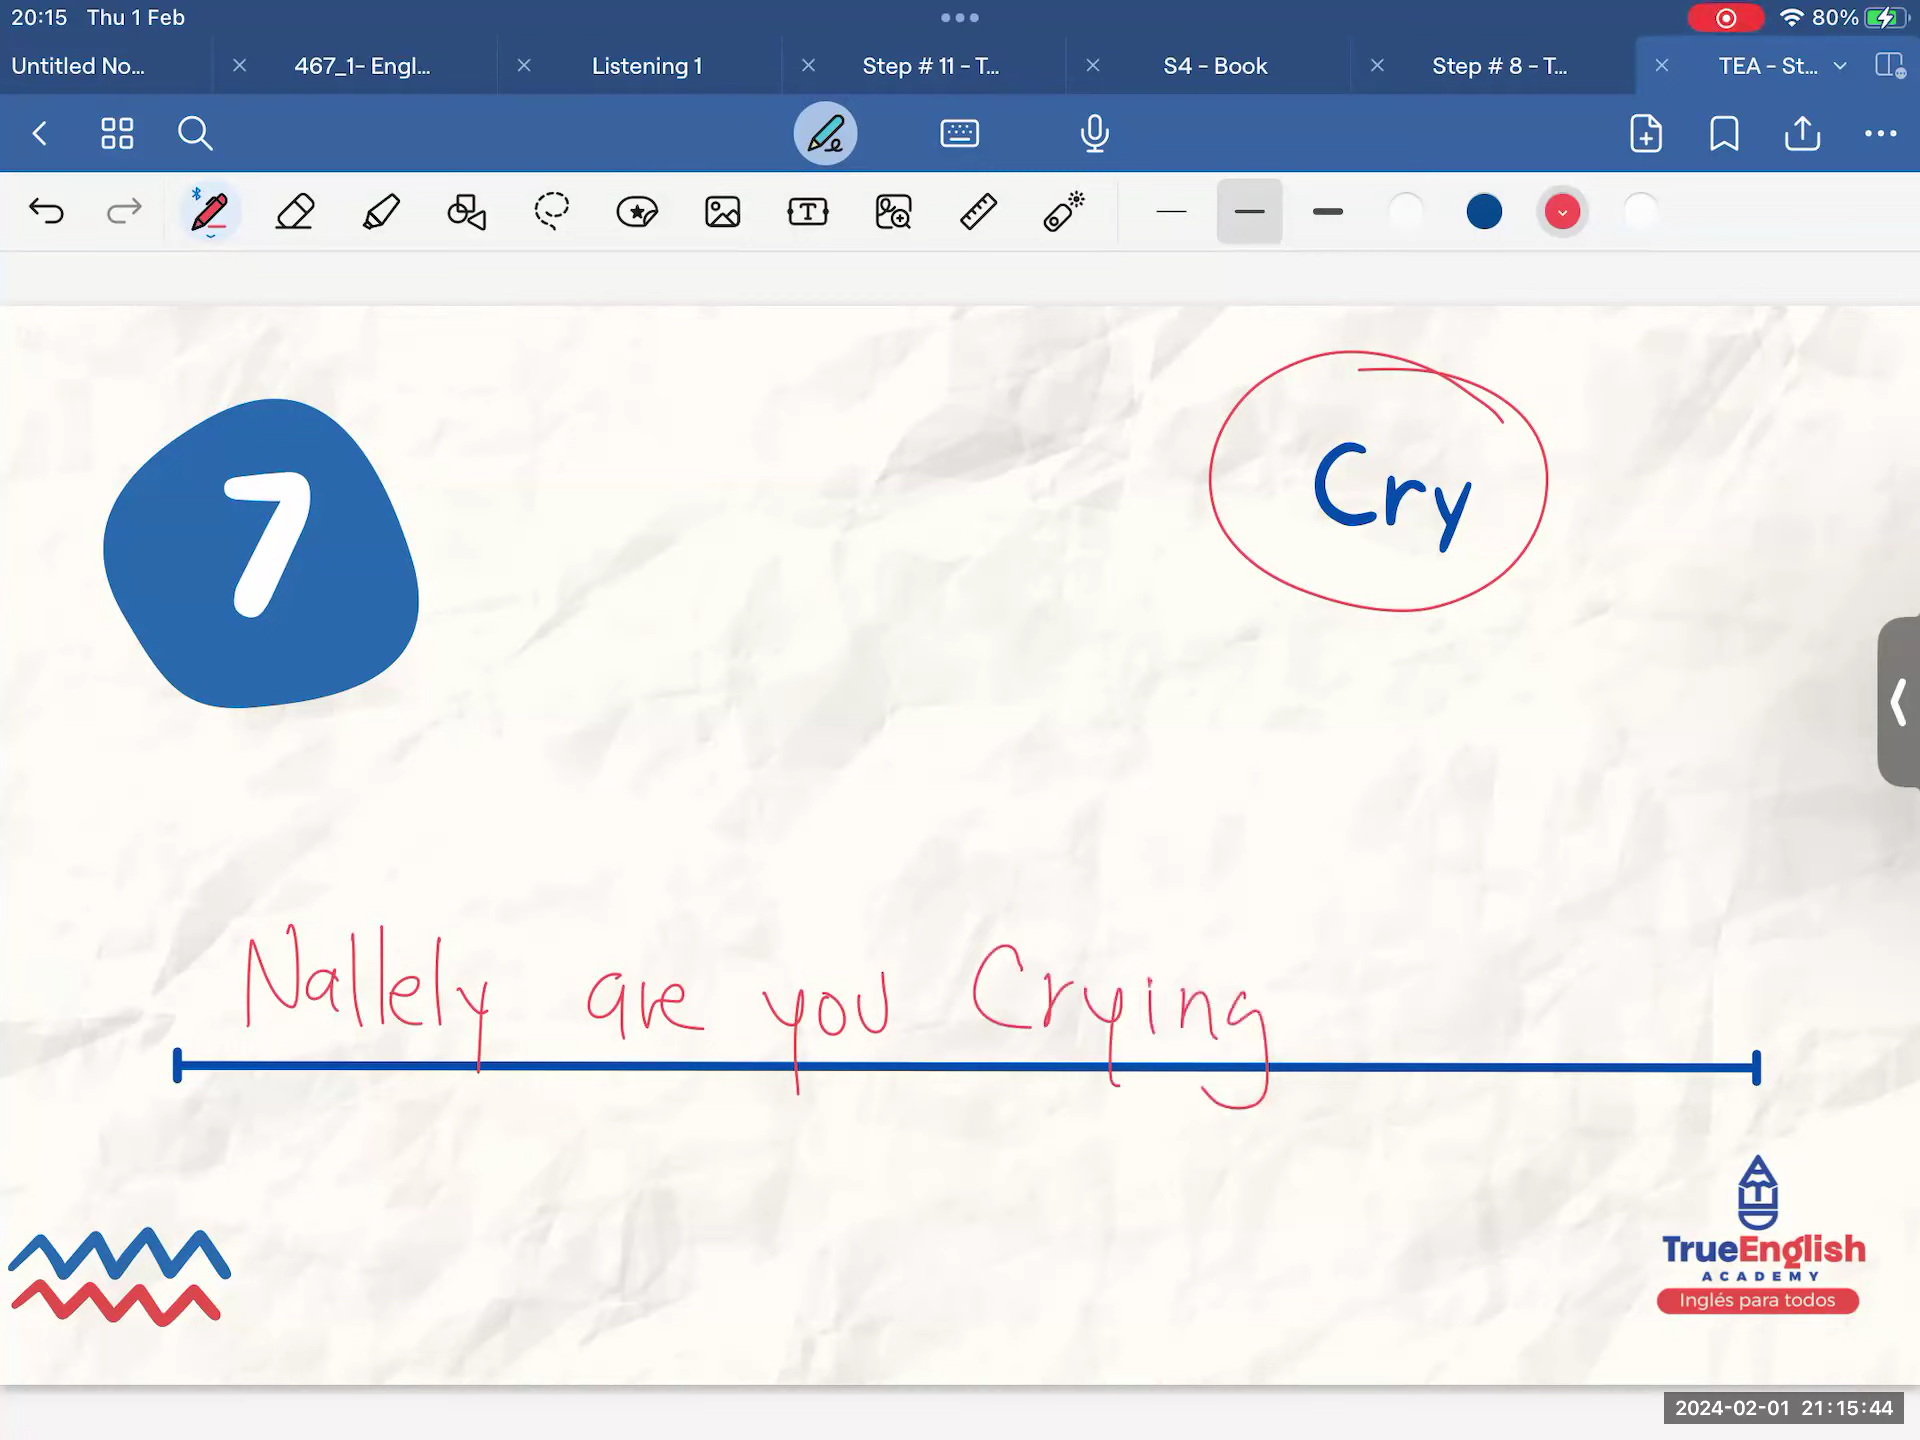 20:15 Thu 1 Feb
80%
Untitled No...
467_1- Engl...
Listening 1
Step # 11 - T...
S4 - Book
Step # 8 - T...
TEA - St...
7
Cry
Nallely are you Crying
TrueEnglish
ACADEMY
Inglés para todos
2024-02-01 21:15:44